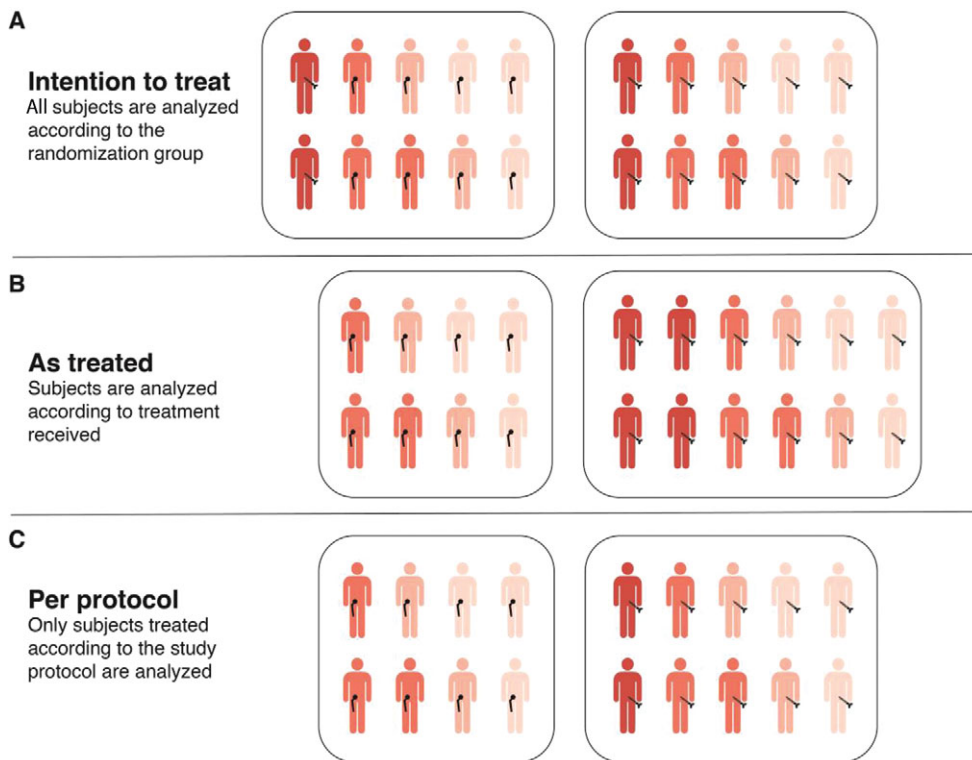 A
Intention to treat
All subjects are analyzed
according to the
randomization group
B
As treated
Subjects are analyzed
according to treatment
received
C
Per protocol
Only subjects treated
according to the study
protocol are analyzed